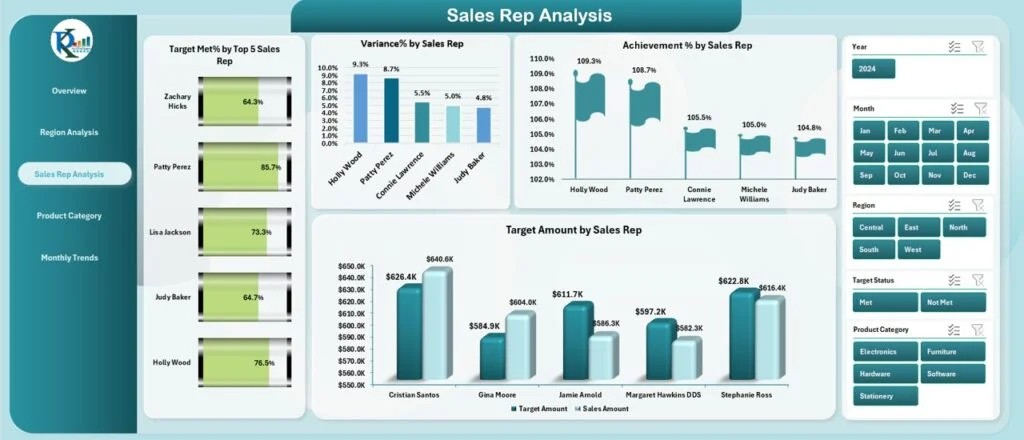 Sales Rep Analysis
Overview
Region Analysis
Sales Rep Analysis
Product Category
Monthly Trends
Target Met% by Top 5 Sales
Rep
Zachary
Hicks
64.3%
Patty Perez
85.7%
Lisa Jackson
73.3%
Judy Baker
64.7%
Holly Wood
76.5%
Variance% by Sales Rep
10.0%
9.0%
8.0%
7.0%
6.0%
5.0%
4.0%
3.0%
2.0%
1.0%
0.0%
9.3%
8.7%
5.5%
5.0%
4.8%
Holly Wood
Patty Perez
Connie Lawrence
Michele Williams
Judy Baker
Achievement % by Sales Rep
110.0%
109.0%
108.0%
107.0%
106.0%
105.0%
104.0%
103.0%
102.0%
109.3%
108.7%
105.5%
105.0%
104.8%
Holly Wood
Patty Perez
Connie
Lawrence
Michele
Williams
Judy Baker
Target Amount by Sales Rep
$650.0K
$640.0K
$630.0K
$620.0K
$610.0K
$600.0K
$590.0K
$580.0K
$570.0K
$560.0K
$550.0K
$626.4K
$640.6K
$584.9K
$604.0K
$611.7K
$586.3K
$597.2K
$582.3K
$622.8K
$616.4K
Cristian Santos
Gina Moore
Jamie Arnold
Margaret Hawkins DDS
Stephanie Ross
Target Amount
Sales Amount
Year
2024
Month
Jan Feb Mar Apr
May Jun Jul Aug
Sep Oct Nov Dec
Region
Central East North
South West
Target Status
Met Not Met
Product Category
Electronics Furniture
Hardware Software
Stationery